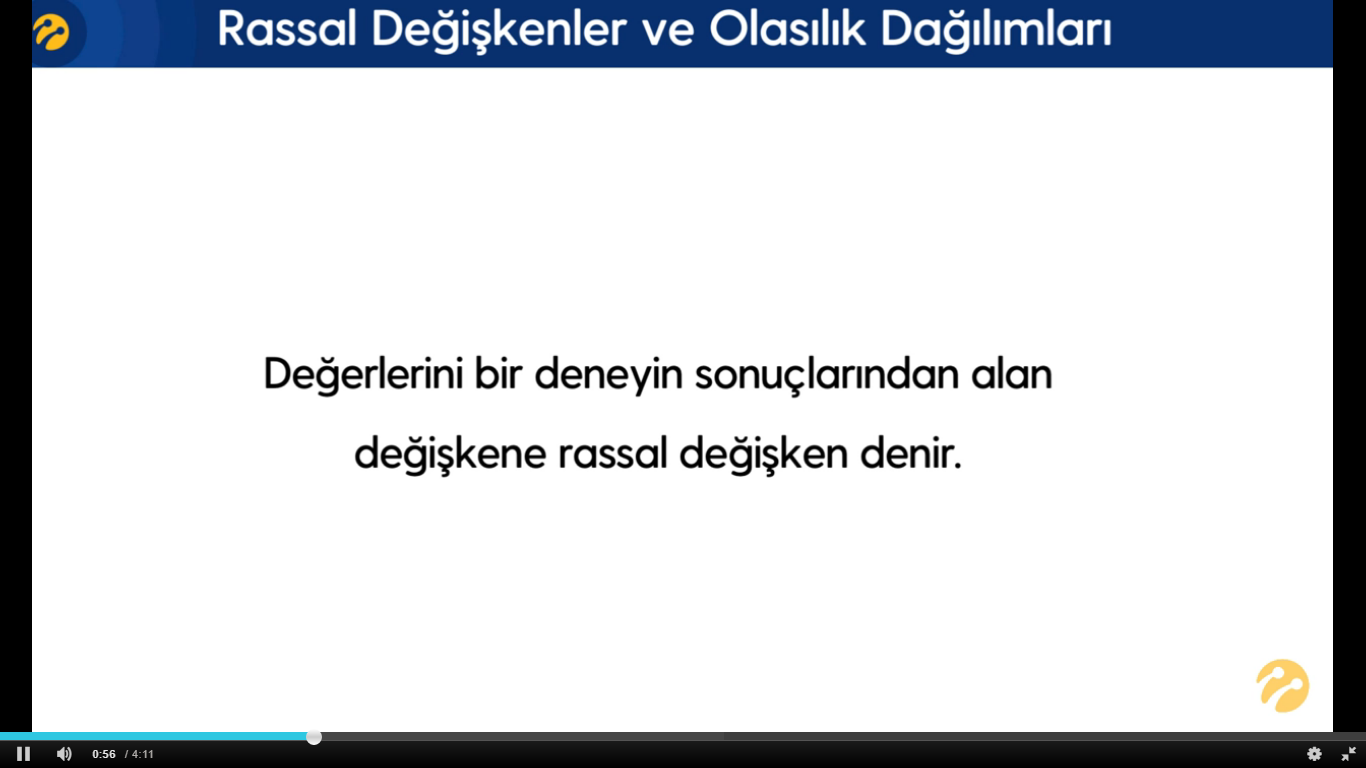 Rassal Değişkenler ve Olasılık Dağılımları
Değerlerini bir deneyin sonuçlarından alan
değişkene rassal değişken denir.
0:56 / 4:11